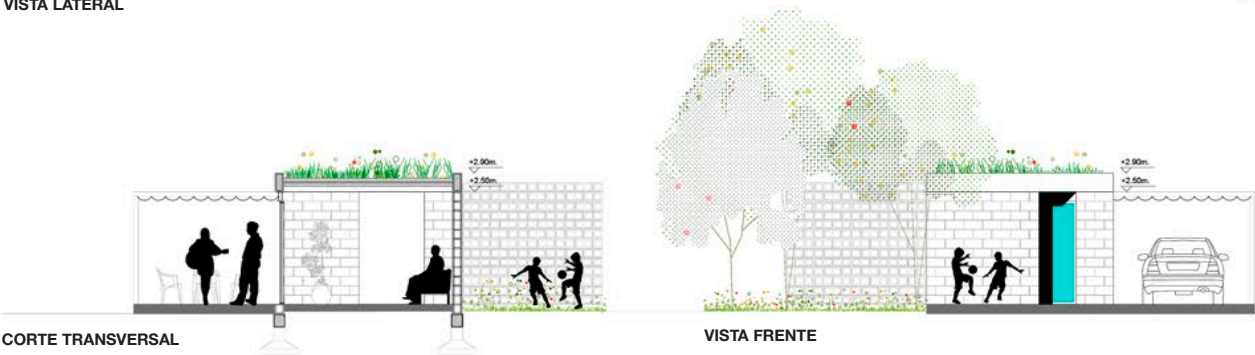 VISTA LATERAL
+2.90m.
+2.50m.
+2.90m.
+2.50m.
CORTE TRANSVERSAL
VISTA FRENTE